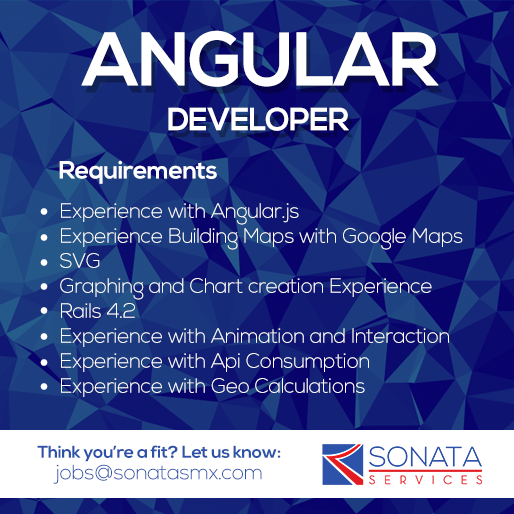 ANGULAR
DEVELOPER
Requirements
• Experience with Angular.js
• Experience Building Maps with Google Maps
• SVG
• Graphing and Chart creation Experience
• Rails 4.2
• Experience with Animation and Interaction
• Experience with Api Consumption
• Experience with Geo Calculations
Think you're a fit? Let us know:
jobs@sonatasmx.com
SONATA
SERVICES